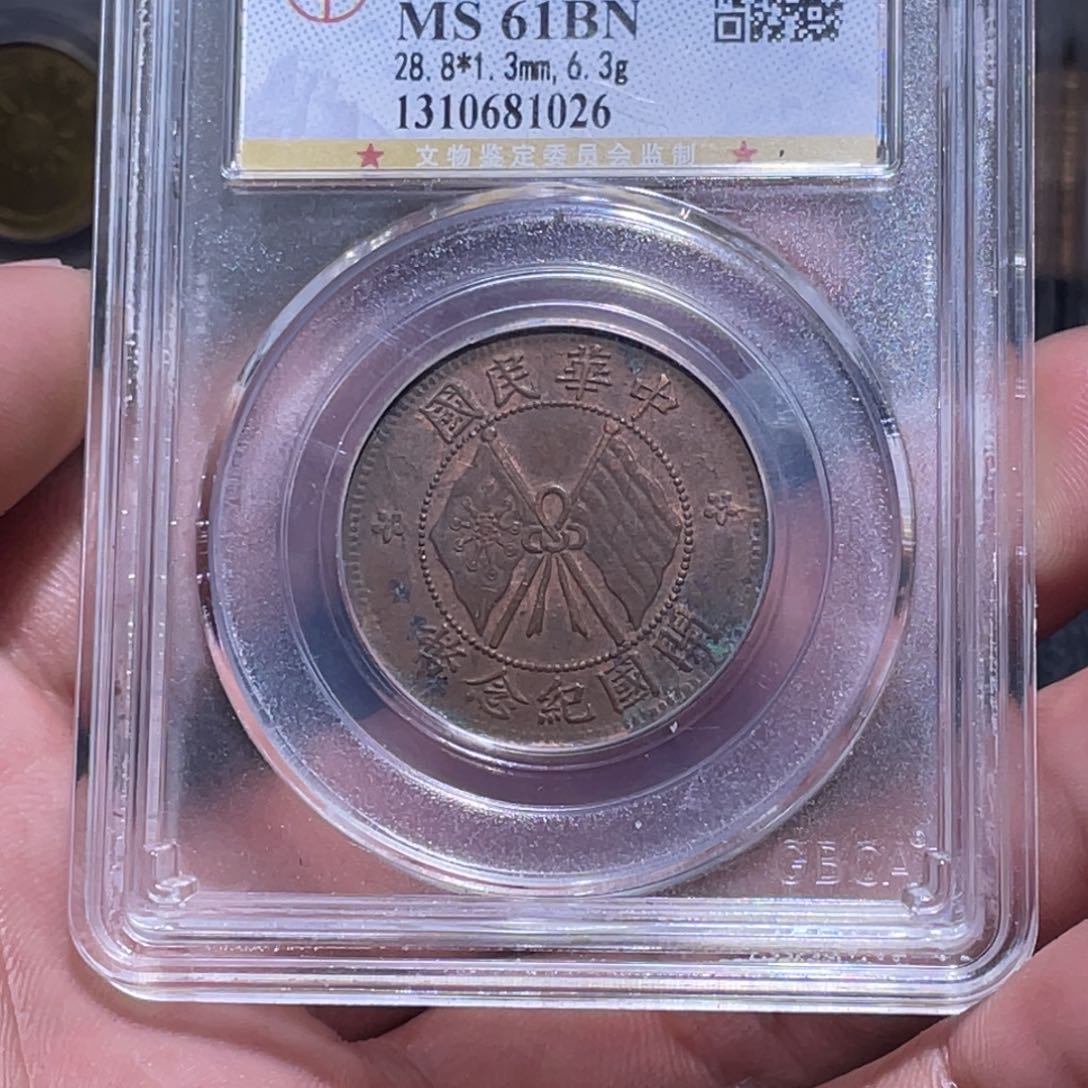 MS 61BN
28.8*1.3mm, 6.3g
1310681026
★ 文物鉴定委员会监制 ★
中華民國
開國紀念幣
GBCA®